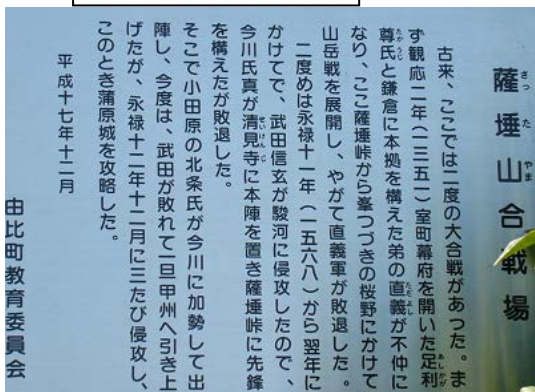 薩埵山合戦場
古来、ここでは二度の大合戦があつた。ま
ず観応二年（一三五一）室町幕府を開いた足利
尊氏と鎌倉に本拠を構えた弟の直義が不仲に
なり、ここ薩埵峠から峯つづきの桜野にかけて
山岳戦を展開し、やがて直義軍が敗退した。
二度めは永禄十一年（一五六八）から翌年に
かけてで、武田信玄が駿河に侵攻したので、
今川氏真が清見寺に本陣を置き薩埵峠に先鋒
を構えたが敗退した。
そこで小田原の北条氏が今川に加勢して出
陣し、今度は、武田が敗れて一旦甲州へ引き上
げたが、永禄十二年十二月に三たび侵攻し、
このとき蒲原城を攻略した。
平成十七年十二月
由比町教育委員会